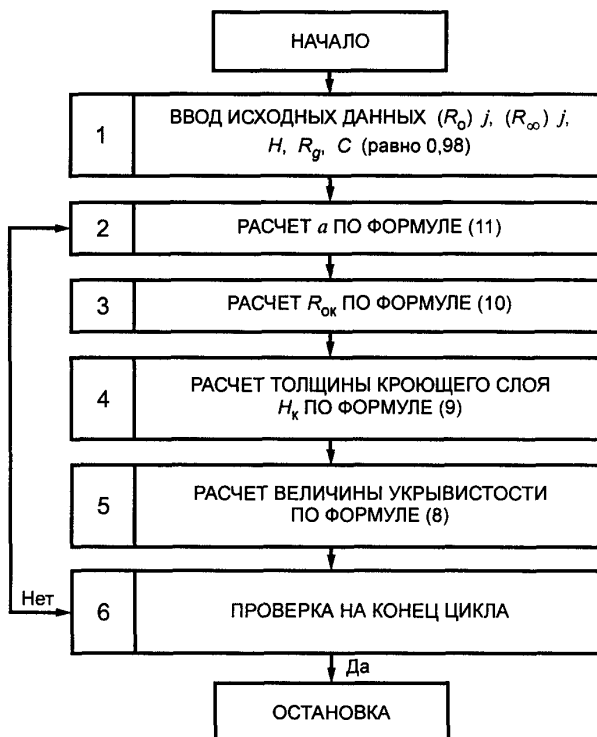 НАЧАЛО
1
ВВОД ИСХОДНЫХ ДАННЫХ (R₀) j, (R∞) j,
H, Rg, C (равно 0,98)
2
РАСЧЕТ a ПО ФОРМУЛЕ (11)
3
РАСЧЕТ Rок ПО ФОРМУЛЕ (10)
4
РАСЧЕТ ТОЛЩИНЫ КРОЮЩЕГО СЛОЯ
Hк ПО ФОРМУЛЕ (9)
5
РАСЧЕТ ВЕЛИЧИНЫ УКРЫВИСТОСТИ
ПО ФОРМУЛЕ (8)
Нет
6
ПРОВЕРКА НА КОНЕЦ ЦИКЛА
Да
ОСТАНОВКА